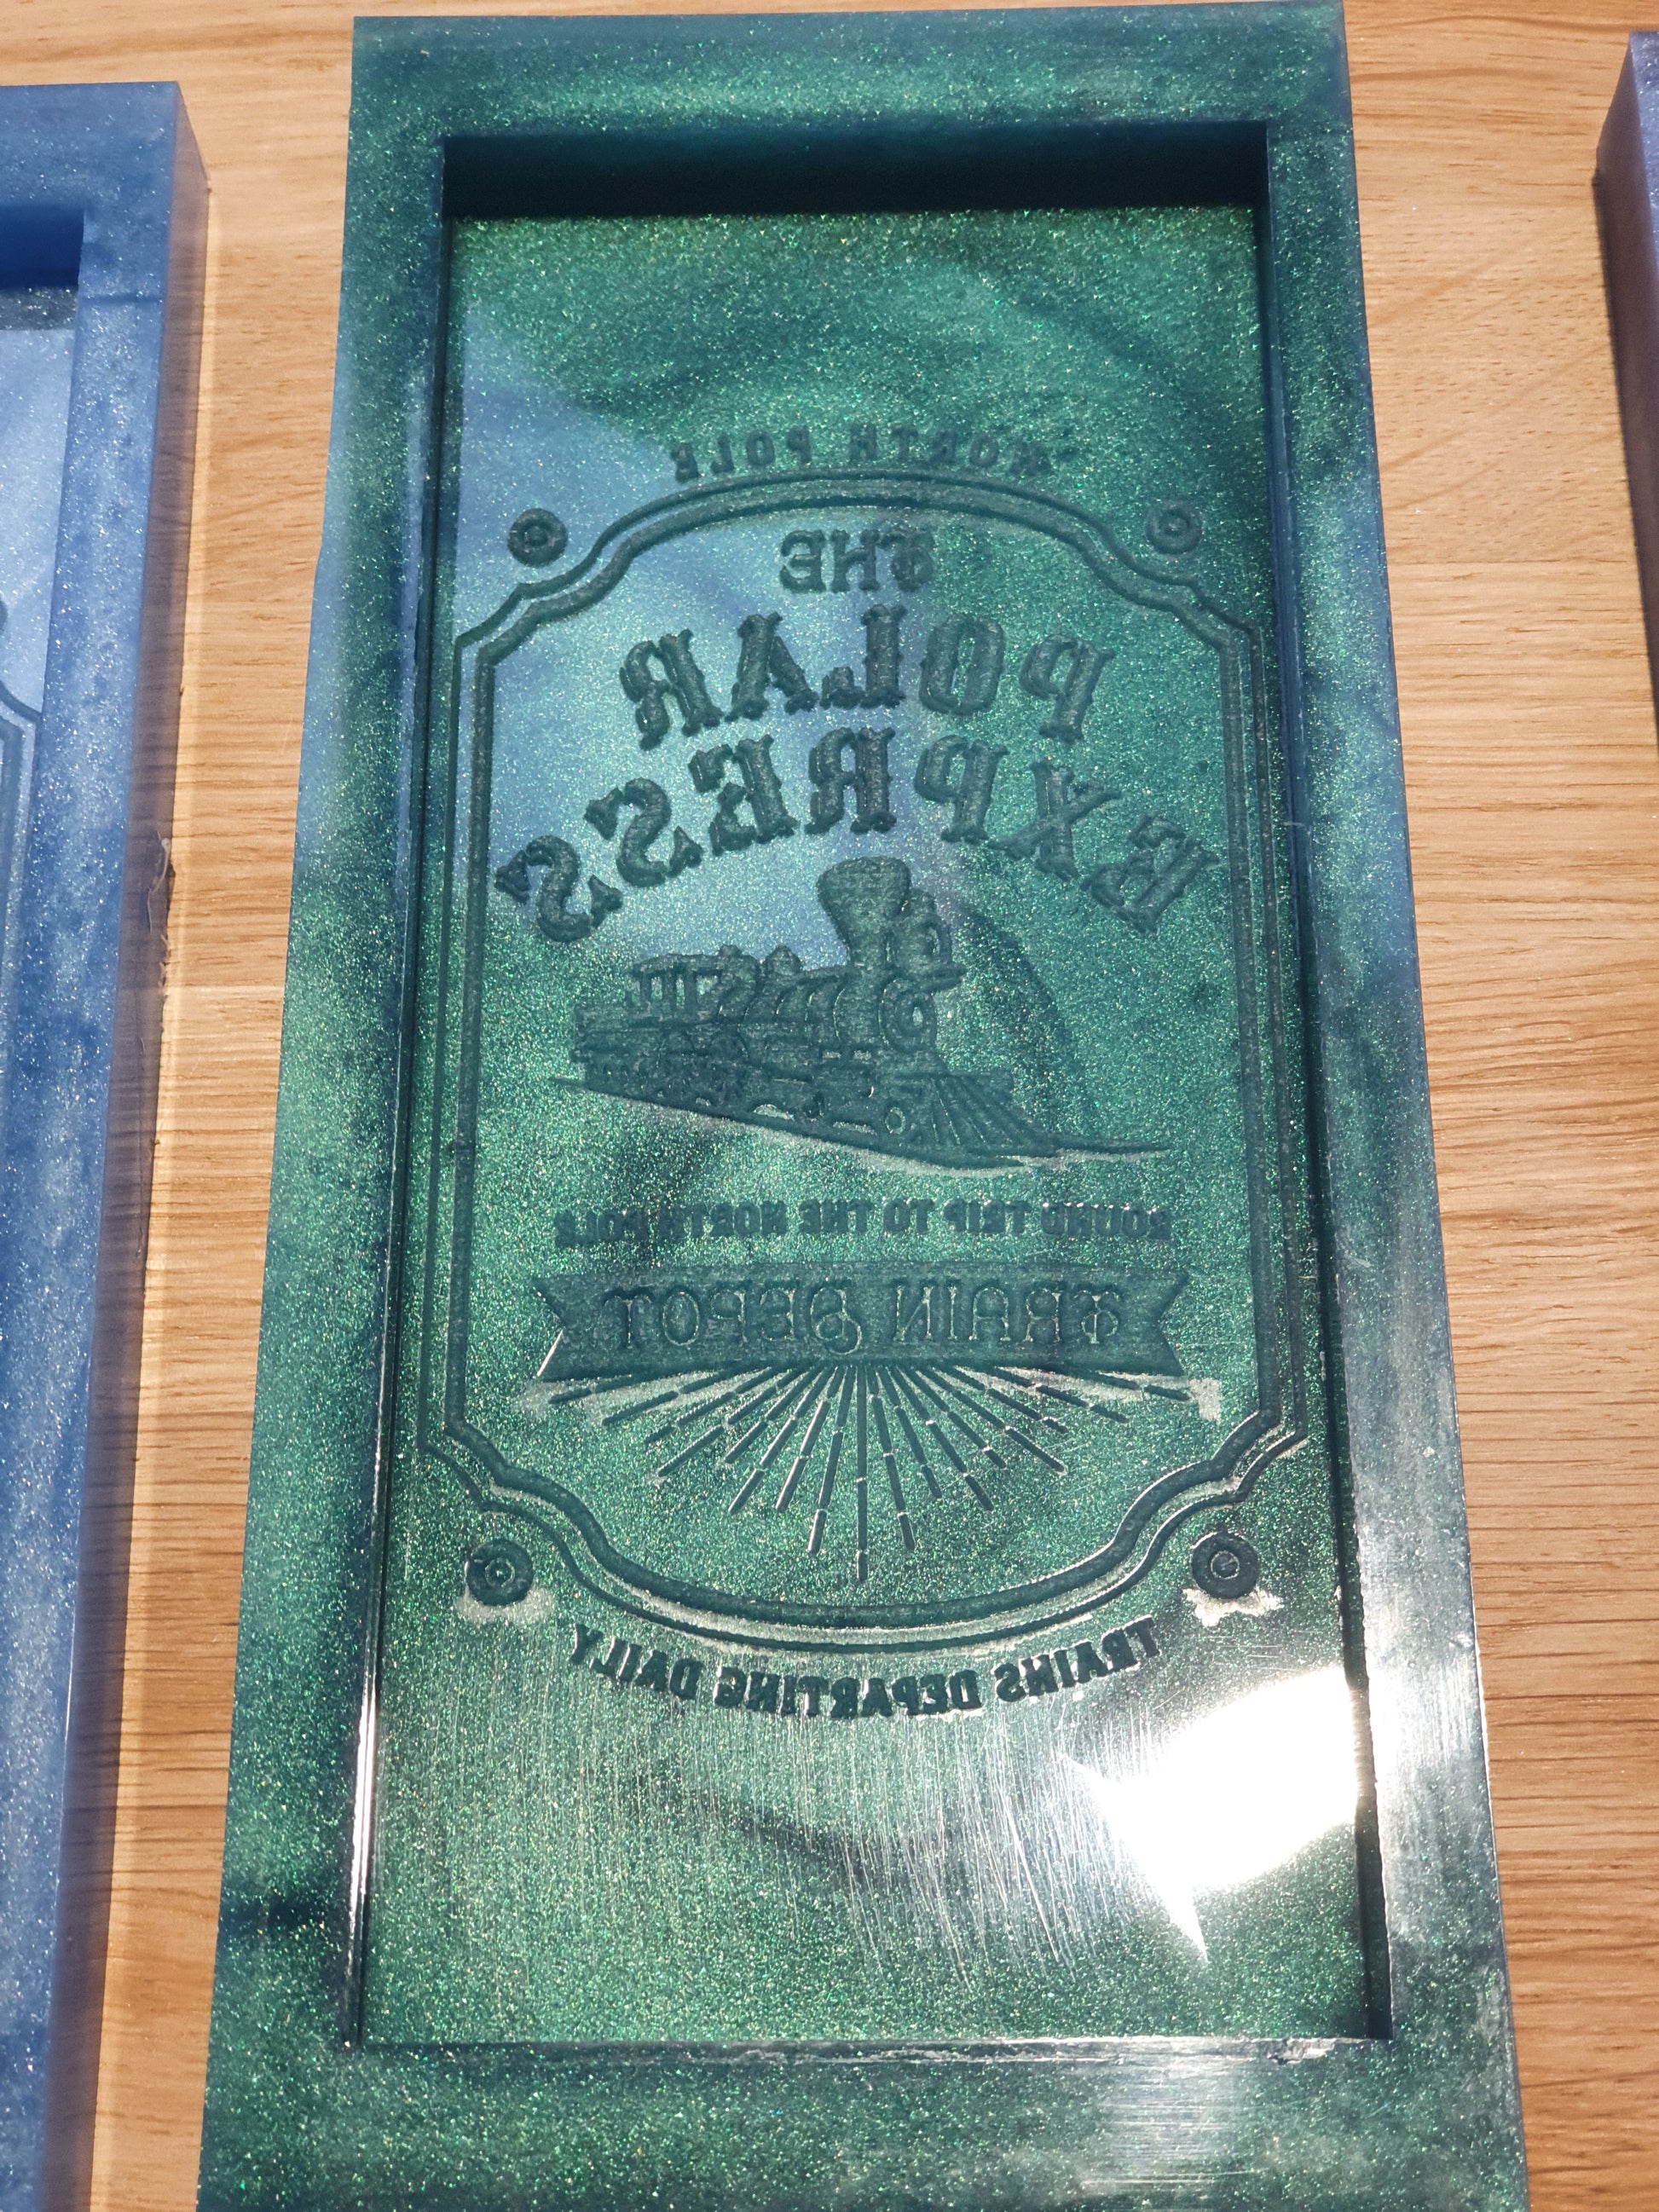 NORTH POLE
THE
POLAR
EXPRESS
ROUND TRIP TO THE NORTH POLE
TRAIN DEPOT
TRAINS DEPARTING DAILY